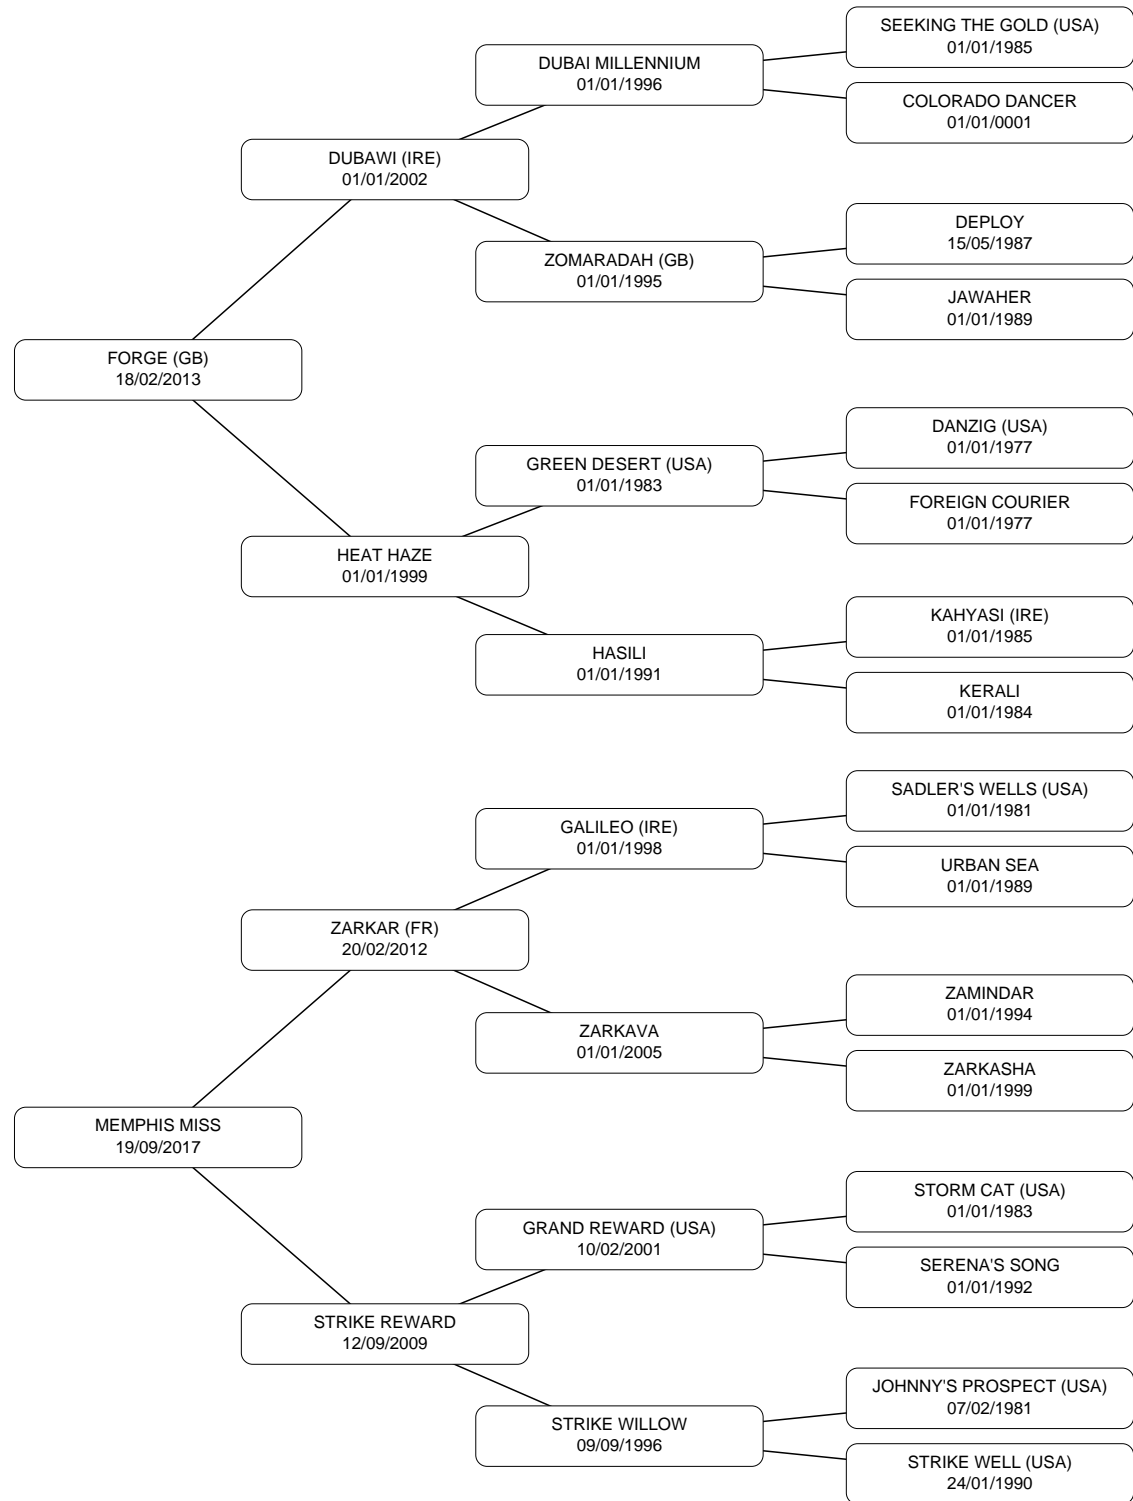 SEEKING THE GOLD (USA)
01/01/1985
DUBAI MILLENNIUM
01/01/1996
COLORADO DANCER
01/01/0001
DUBAWI (IRE)
01/01/2002
DEPLOY
15/05/1987
ZOMARADAH (GB)
01/01/1995
JAWAHER
01/01/1989
FORGE (GB)
18/02/2013
DANZIG (USA)
01/01/1977
GREEN DESERT (USA)
01/01/1983
FOREIGN COURIER
01/01/1977
HEAT HAZE
01/01/1999
KAHYASI (IRE)
01/01/1985
HASILI
01/01/1991
KERALI
01/01/1984
SADLER'S WELLS (USA)
01/01/1981
GALILEO (IRE)
01/01/1998
URBAN SEA
01/01/1989
ZARKAR (FR)
20/02/2012
ZAMINDAR
01/01/1994
ZARKAVA
01/01/2005
ZARKASHA
01/01/1999
MEMPHIS MISS
19/09/2017
STORM CAT (USA)
01/01/1983
GRAND REWARD (USA)
10/02/2001
SERENA'S SONG
01/01/1992
STRIKE REWARD
12/09/2009
JOHNNY'S PROSPECT (USA)
07/02/1981
STRIKE WILLOW
09/09/1996
STRIKE WELL (USA)
24/01/1990